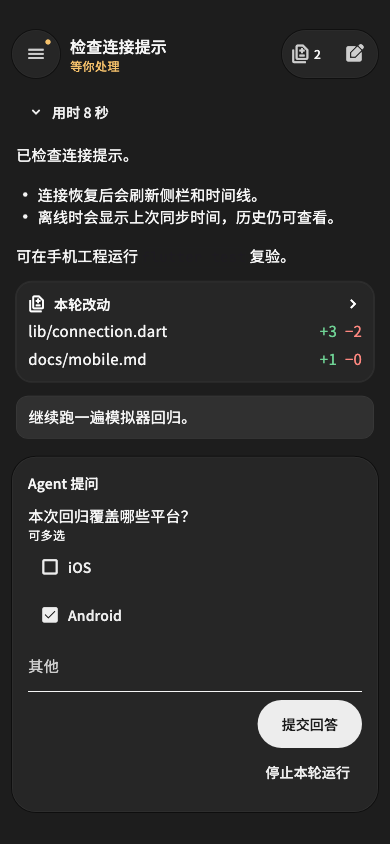 检查连接提示
等你处理
2
用时 8 秒
已检查连接提示。
• 连接恢复后会刷新侧栏和时间线。
• 离线时会显示上次同步时间，历史仍可查看。
可在手机工程运行 复验。
本轮改动
lib/connection.dart +3 −2
docs/mobile.md +1 −0
继续跑一遍模拟器回归。
Agent 提问
本次回归覆盖哪些平台？
可多选
iOS
Android
其他
提交回答
停止本轮运行